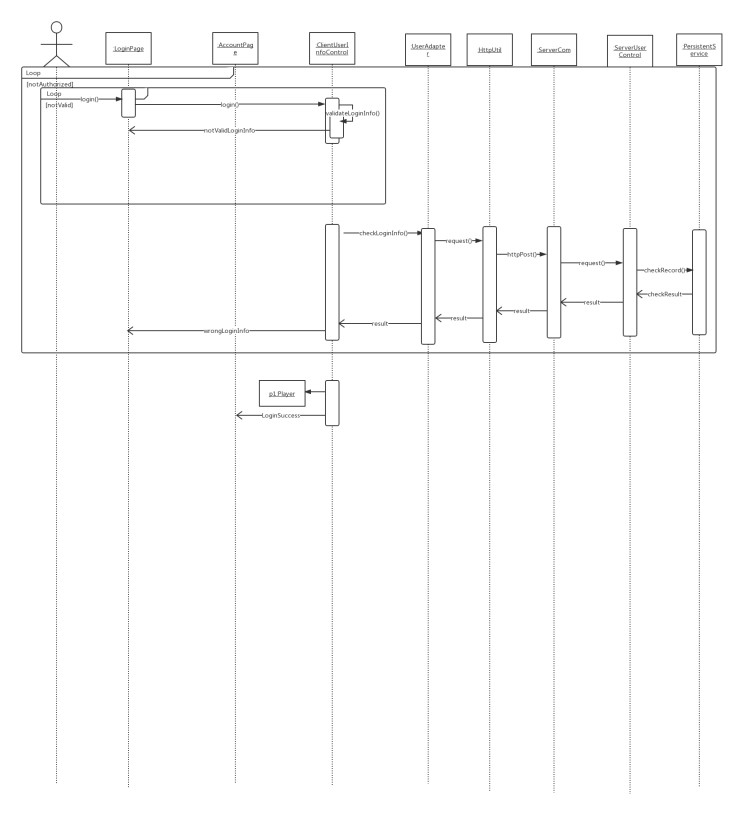 :LoginPage
:AccountPag
e
:ClientUserI
nfoControl
:UserAdapte
r
:HttpUtil
:ServerCom
:ServerUser
Control
:PersistentS
ervice
Loop
[notAuthorized]
Loop
[notValid]
login()
login()
validateLoginInfo()
notValidLoginInfo
checkLoginInfo()
request()
httpPost()
request()
checkRecord()
checkResult
result
result
result
result
wrongLoginInfo
p1:Player
LoginSuccess